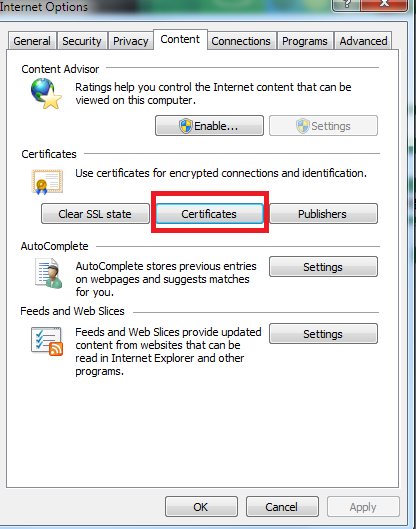 Internet Options
?
X
General Security Privacy Content Connections Programs Advanced
Content Advisor
Ratings help you control the Internet content that can be
viewed on this computer.
Enable... Settings
Certificates
Use certificates for encrypted connections and identification.
Clear SSL state Certificates Publishers
AutoComplete
AutoComplete stores previous entries
on webpages and suggests matches
for you.
Settings
Feeds and Web Slices
Feeds and Web Slices provide updated
content from websites that can be
read in Internet Explorer and other
programs.
Settings
OK Cancel Apply